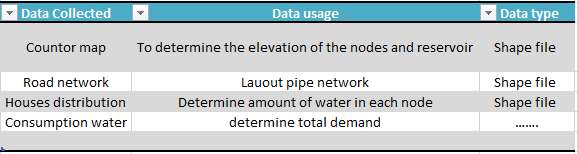 Data Collected Data usage Data type
Countor map To determine the elevation of the nodes and reservoir Shape file
Road network Lauout pipe network Shape file
Houses distribution Determine amount of water in each node Shape file
Consumption water determine total demand .......